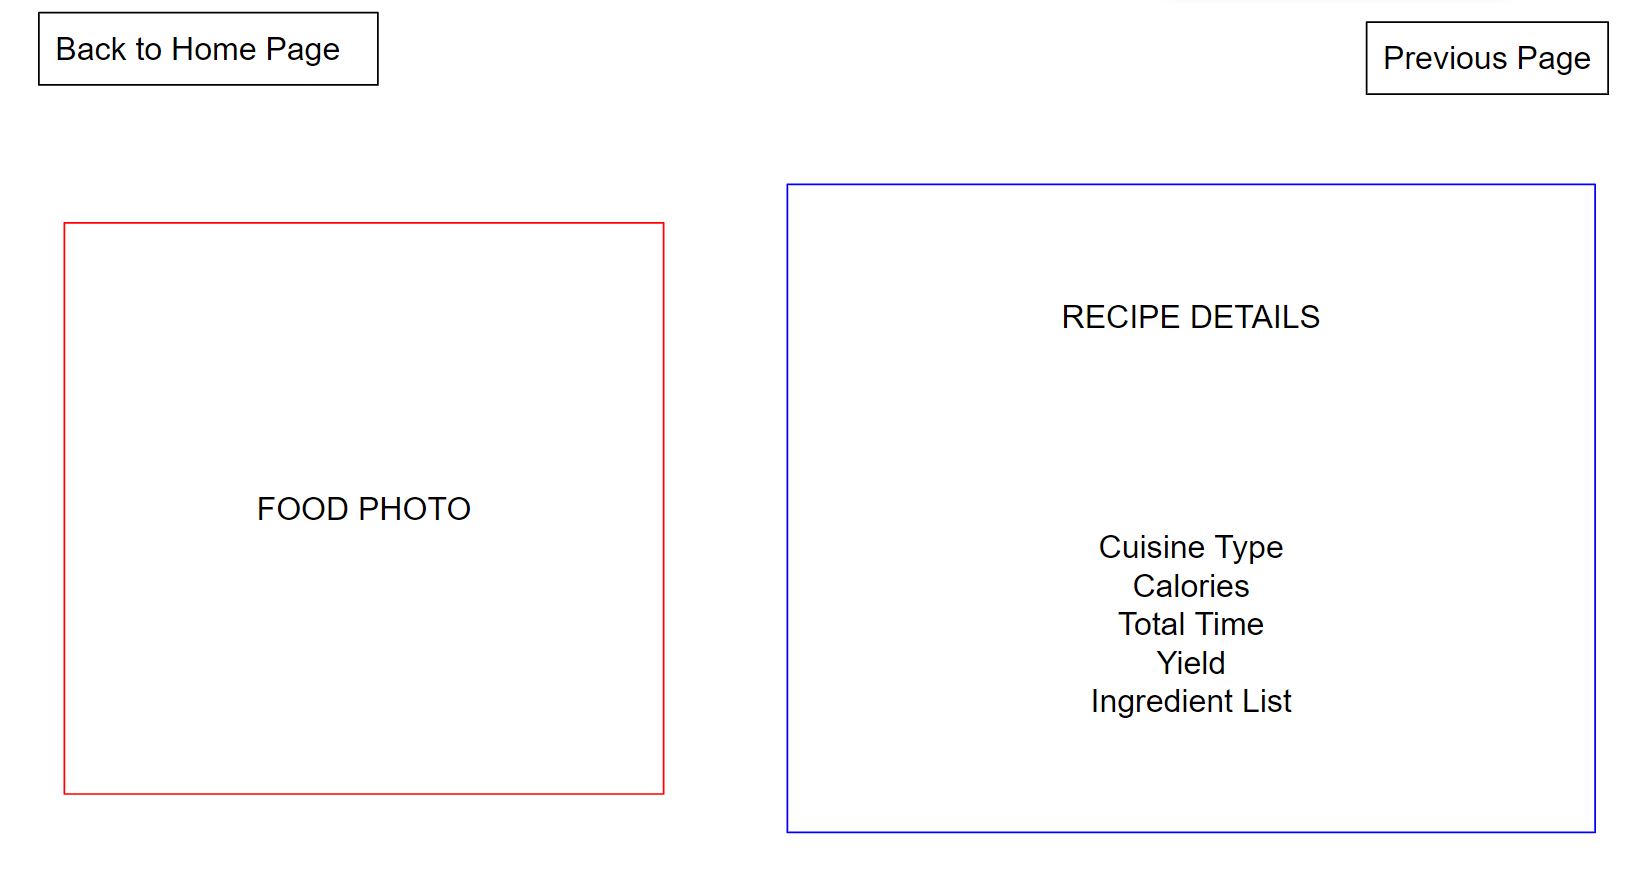 Back to Home Page
Previous Page
FOOD PHOTO
RECIPE DETAILS
Cuisine Type
Calories
Total Time
Yield
Ingredient List